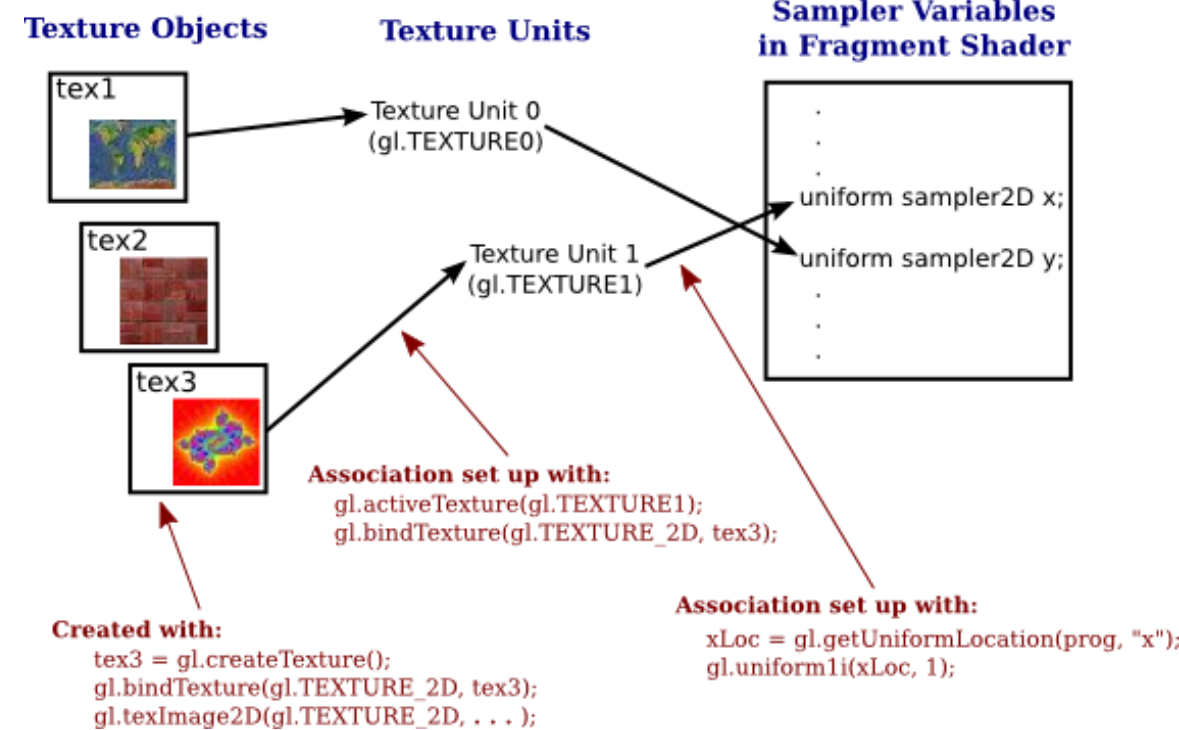 Texture Objects
Texture Units
Sampler Variables
in Fragment Shader
tex1
Texture Unit 0
(gl.TEXTURE0)
.
.
.
uniform sampler2D x;
uniform sampler2D y;
.
.
.
tex2
Texture Unit 1
(gl.TEXTURE1)
tex3
Association set up with:
gl.activeTexture(gl.TEXTURE1);
gl.bindTexture(gl.TEXTURE_2D, tex3);
Created with:
tex3 = gl.createTexture();
gl.bindTexture(gl.TEXTURE_2D, tex3);
gl.texImage2D(gl.TEXTURE_2D, . . . );
Association set up with:
xLoc = gl.getUniformLocation(prog, "x");
gl.uniform1i(xLoc, 1);